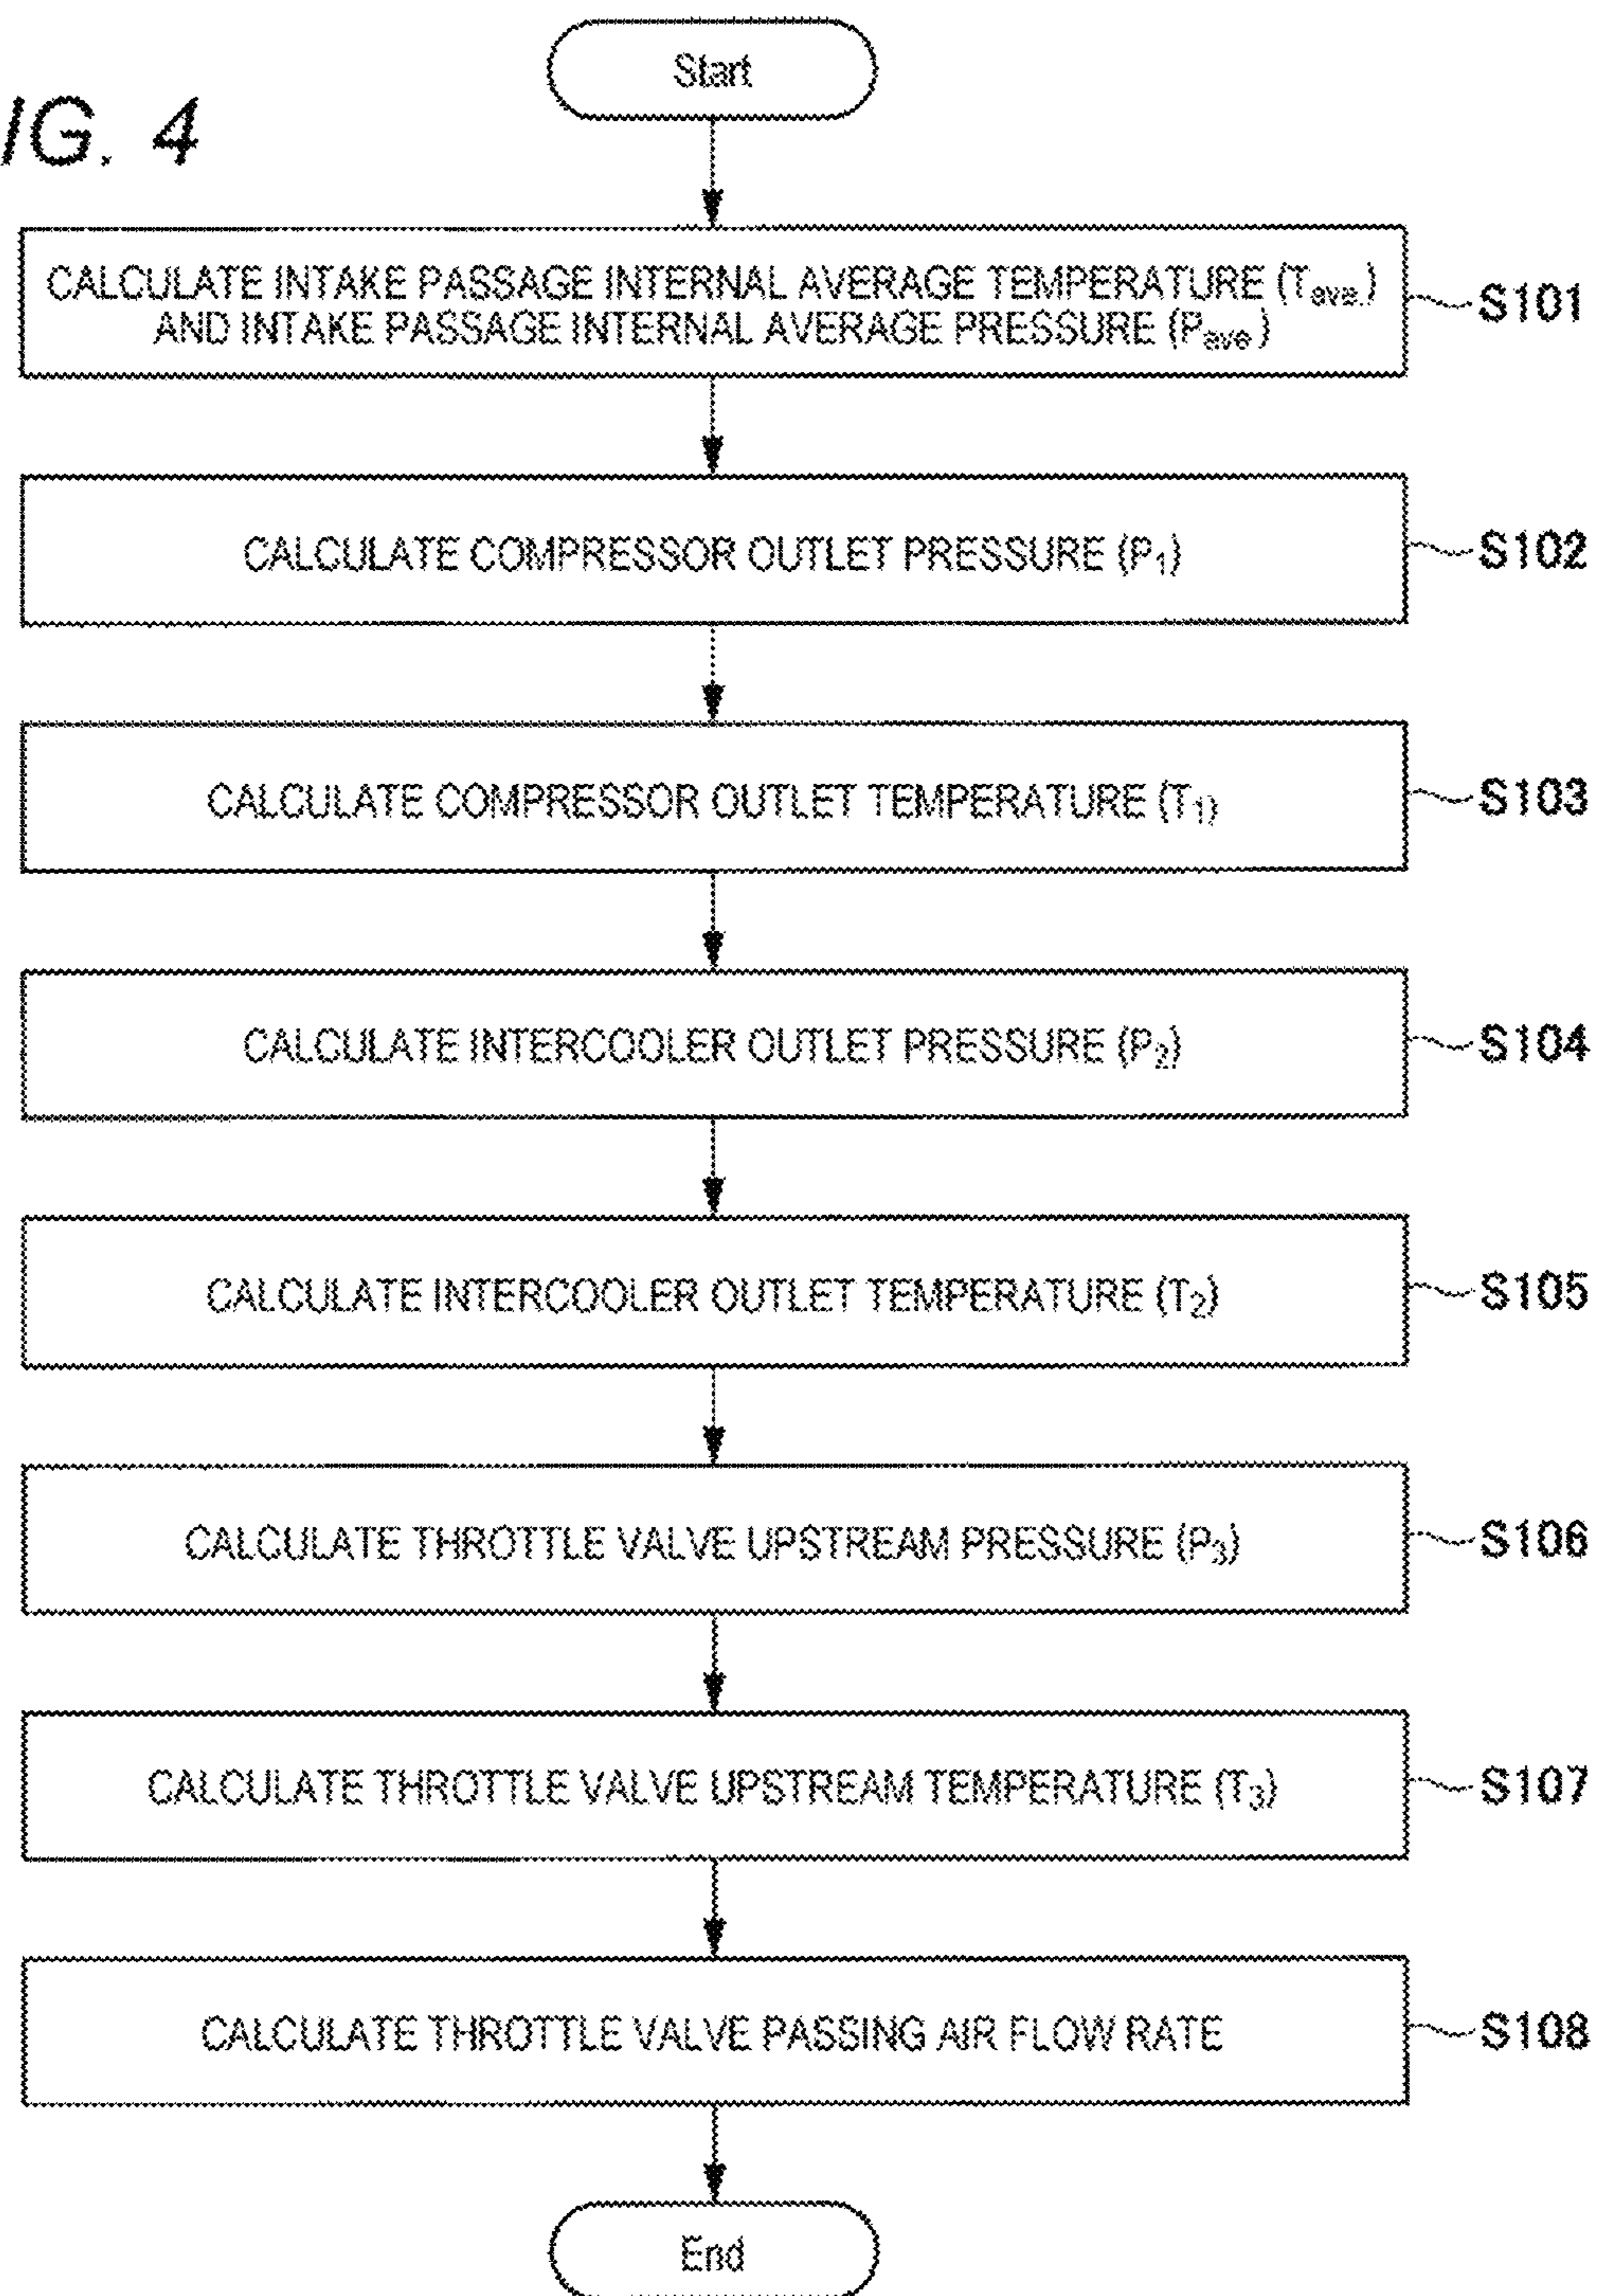 IG. 4
Start
CALCULATE INTAKE PASSAGE INTERNAL AVERAGE TEMPERATURE (Tave.)
AND INTAKE PASSAGE INTERNAL AVERAGE PRESSURE (Pave)
S101
CALCULATE COMPRESSOR OUTLET PRESSURE (P1)
S102
CALCULATE COMPRESSOR OUTLET TEMPERATURE (T1)
S103
CALCULATE INTERCOOLER OUTLET PRESSURE (P2)
S104
CALCULATE INTERCOOLER OUTLET TEMPERATURE (T2)
S105
CALCULATE THROTTLE VALVE UPSTREAM PRESSURE (P3)
S106
CALCULATE THROTTLE VALVE UPSTREAM TEMPERATURE (T3)
S107
CALCULATE THROTTLE VALVE PASSING AIR FLOW RATE
S108
End